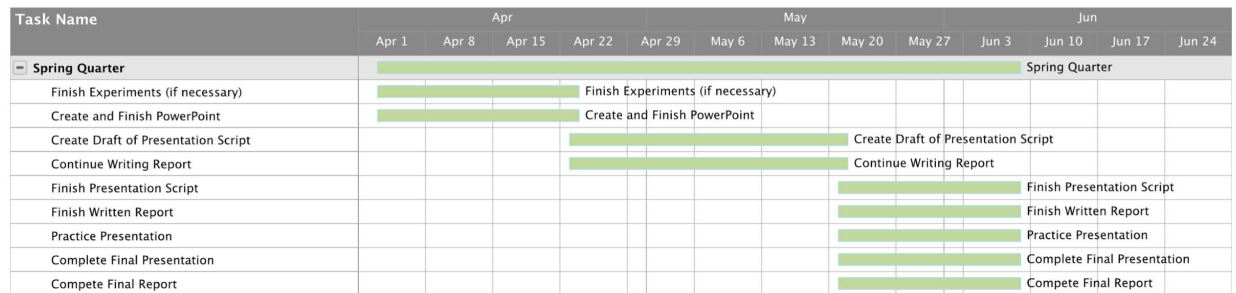 Task Name Apr May Jun
Apr 1 Apr 8 Apr 15 Apr 22 Apr 29 May 6 May 13 May 20 May 27 Jun 3 Jun 10 Jun 17 Jun 24
Spring Quarter Spring Quarter
Finish Experiments (if necessary) Finish Experiments (if necessary)
Create and Finish PowerPoint Create and Finish PowerPoint
Create Draft of Presentation Script Create Draft of Presentation Script
Continue Writing Report Continue Writing Report
Finish Presentation Script Finish Presentation Script
Finish Written Report Finish Written Report
Practice Presentation Practice Presentation
Complete Final Presentation Complete Final Presentation
Compete Final Report Compete Final Report